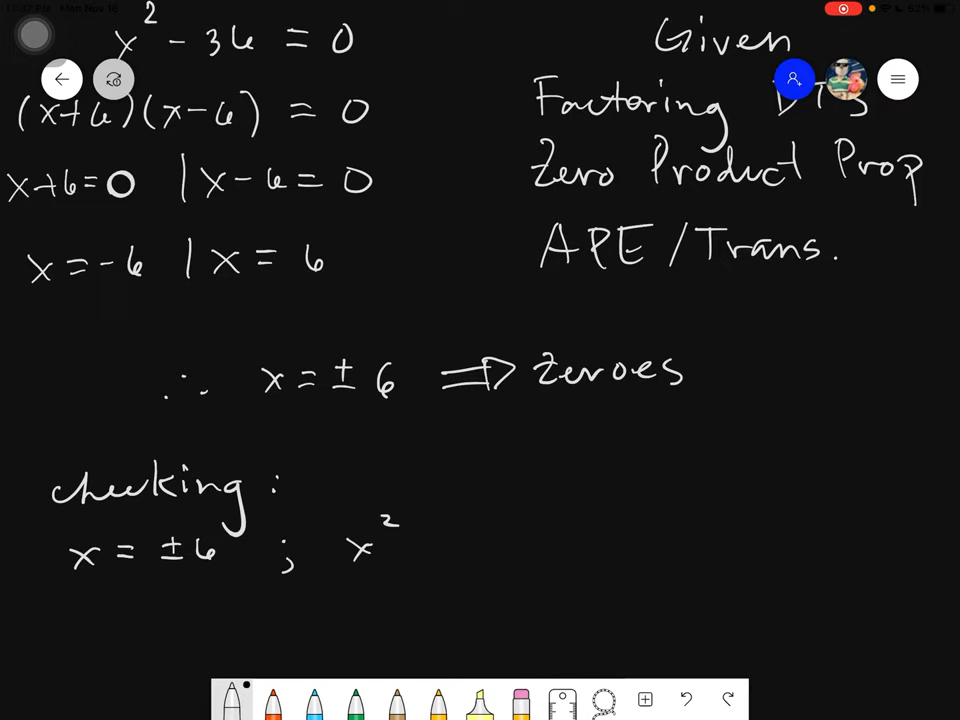 x² - 36 = 0 Given
(x+6)(x-6) = 0 Factoring DTS
x+6=0 | x-6=0 Zero Product Prop
x=-6 | x = 6 APE/Trans.
∴ x = ± 6 ⇒ zeroes
checking:
x = ±6 ; x²